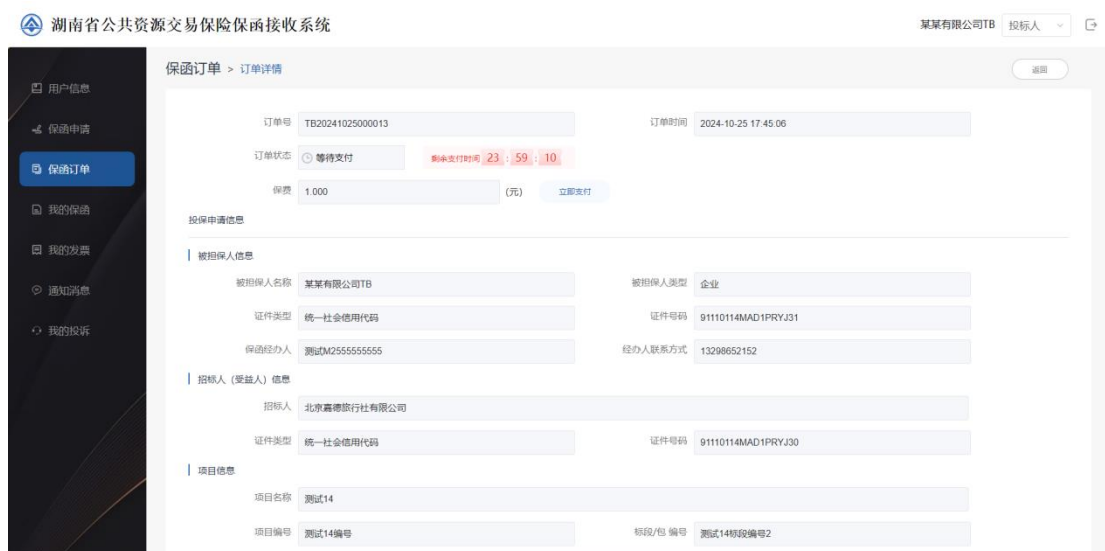 湖南省公共资源交易保险保函接收系统
某某有限公司TB 投标人
用户信息
保函申请
保函订单
我的保函
我的发票
通知消息
我的投诉
保函订单 > 订单详情 返回
订单号 TB20241025000013 订单时间 2024-10-25 17:45:06
订单状态 等待支付 剩余支付时间 23 : 59 : 10
保费 1.000 (元) 立即支付
投保申请信息
被担保人信息
被担保人名称 某某有限公司TB 被担保人类型 企业
证件类型 统一社会信用代码 证件号码 91110114MAD1PRYJ31
保函经办人 测试M2555555555 经办人联系方式 13298652152
招标人（受益人）信息
招标人 北京嘉德旅行社有限公司
证件类型 统一社会信用代码 证件号码 91110114MAD1PRYJ30
项目信息
项目名称 测试14
项目编号 测试14编号 标段/包 编号 测试14标段编号2